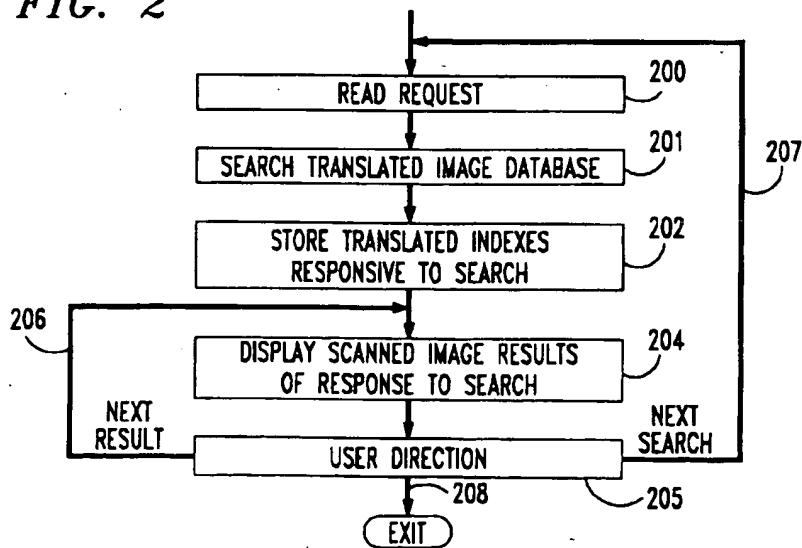 FIG. 2
READ REQUEST
200
SEARCH TRANSLATED IMAGE DATABASE
201
207
STORE TRANSLATED INDEXES
RESPONSIVE TO SEARCH
202
206
DISPLAY SCANNED IMAGE RESULTS
OF RESPONSE TO SEARCH
204
NEXT
RESULT
NEXT
SEARCH
USER DIRECTION
205
208
EXIT